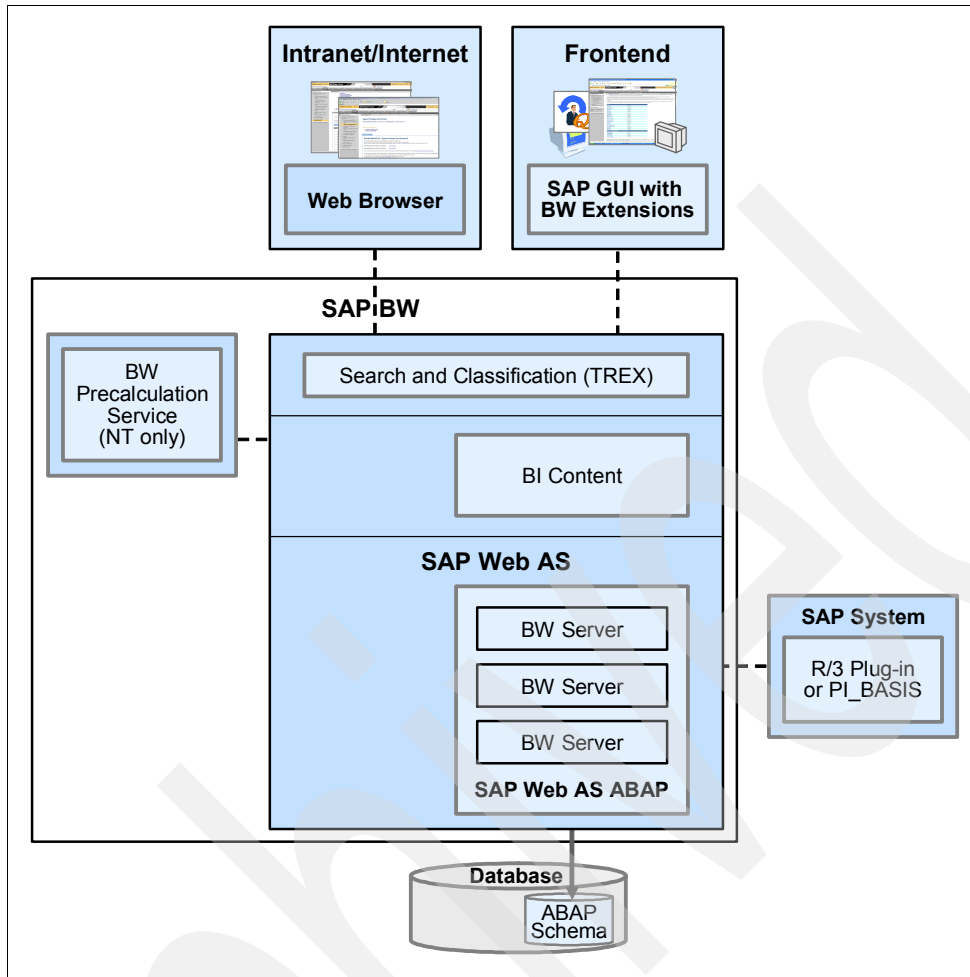 Intranet/Internet
Web Browser
Frontend
SAP GUI with
BW Extensions
SAP BW
BW
Precalculation
Service
(NT only)
Search and Classification (TREX)
BI Content
SAP Web AS
BW Server
BW Server
BW Server
SAP Web AS ABAP
SAP System
R/3 Plug-in
or PI_BASIS
Database
ABAP
Schema